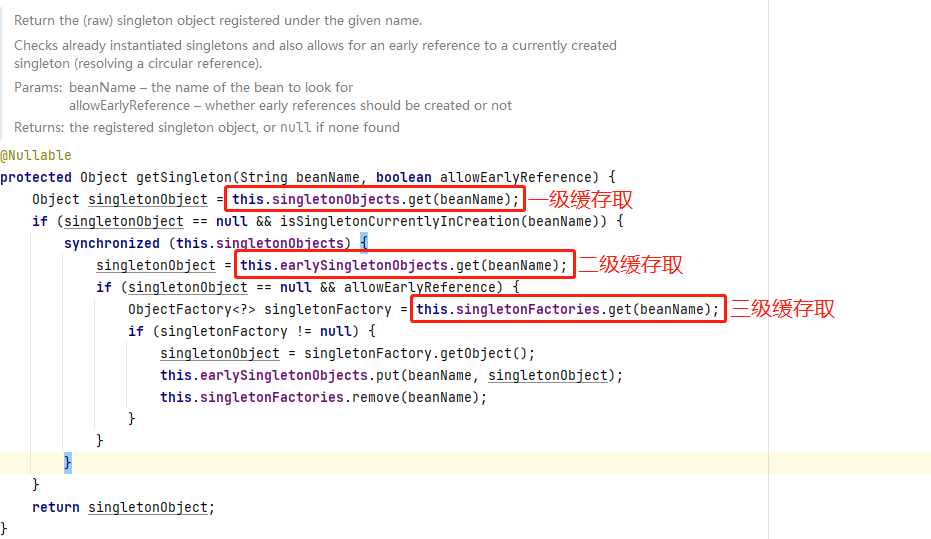 Return the (raw) singleton object registered under the given name.
Checks already instantiated singletons and also allows for an early reference to a currently created
singleton (resolving a circular reference).
Params: beanName – the name of the bean to look for
allowEarlyReference – whether early references should be created or not
Returns: the registered singleton object, or null if none found
@Nullable
protected Object getSingleton(String beanName, boolean allowEarlyReference) {
Object singletonObject = this.singletonObjects.get(beanName); 一级缓存取
if (singletonObject == null && isSingletonCurrentlyInCreation(beanName)) {
synchronized (this.singletonObjects) {
singletonObject = this.earlySingletonObjects.get(beanName); 二级缓存取
if (singletonObject == null && allowEarlyReference) {
ObjectFactory<?> singletonFactory = this.singletonFactories.get(beanName); 三级缓存取
if (singletonFactory != null) {
singletonObject = singletonFactory.getObject();
this.earlySingletonObjects.put(beanName, singletonObject);
this.singletonFactories.remove(beanName);
}
}
}
}
return singletonObject;
}